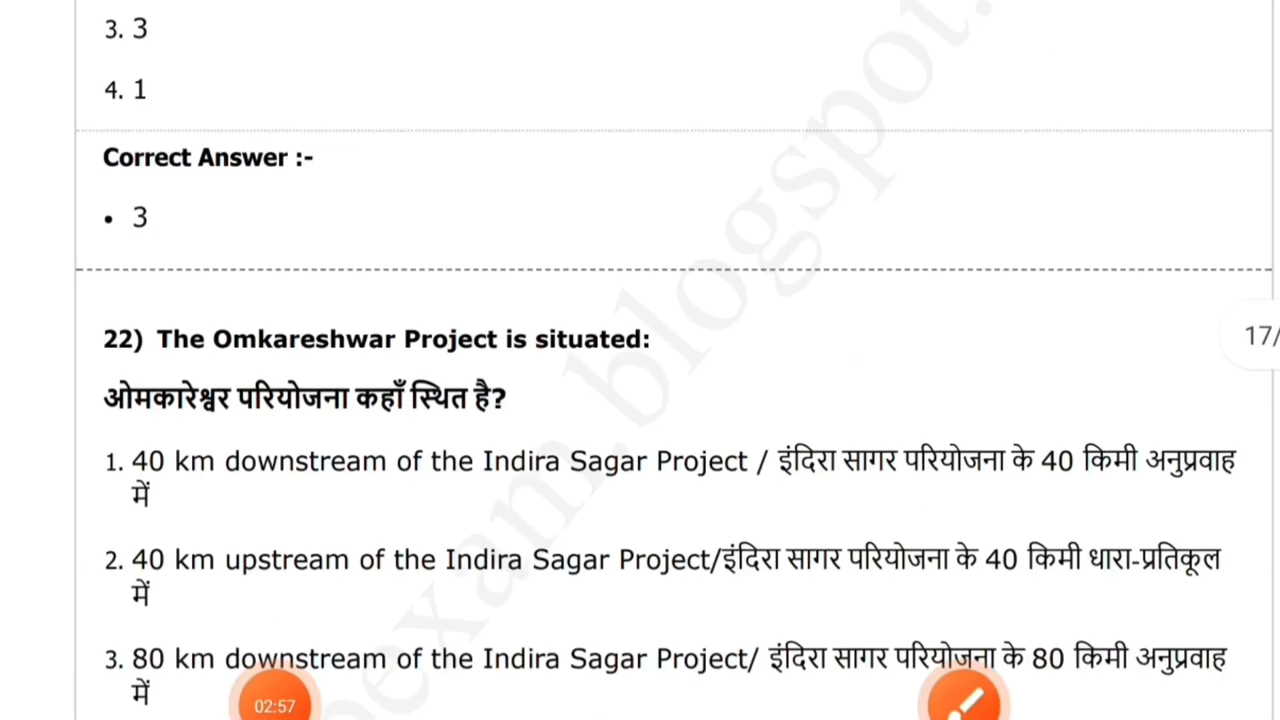 3. 3
4. 1
Correct Answer :-
• 3
22) The Omkareshwar Project is situated:
ओमकारेश्वर परियोजना कहाँ स्थित है?
17/
1. 40 km downstream of the Indira Sagar Project / इंदिरा सागर परियोजना के 40 किमी अनुप्रवाह
में
2. 40 km upstream of the Indira Sagar Project/इंदिरा सागर परियोजना के 40 किमी धारा-प्रतिकूल
में
3. 80 km downstream of the Indira Sagar Project/ इंदिरा सागर परियोजना के 80 किमी अनुप्रवाह
में
02:57
pexam.blogspot.